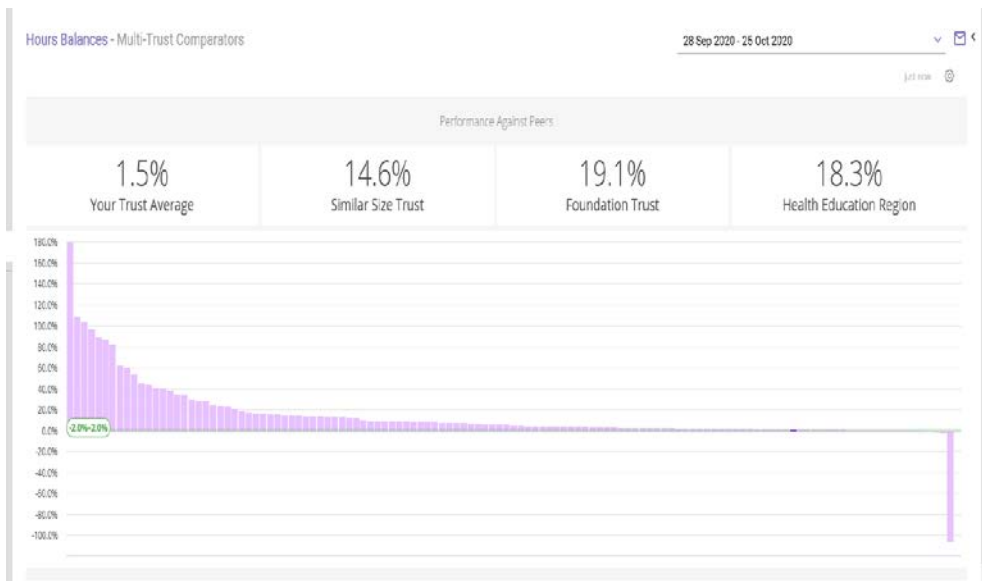 Hours Balances - Multi-Trust Comparators
28 Sep 2020 - 25 Oct 2020
just now
Performance Against Peers
1.5%
Your Trust Average
14.6%
Similar Size Trust
19.1%
Foundation Trust
18.3%
Health Education Region
180.0%
160.0%
140.0%
120.0%
100.0%
80.0%
60.0%
40.0%
20.0%
0.0%
-2.0%-2.0%
-20.0%
-40.0%
-60.0%
-80.0%
-100.0%